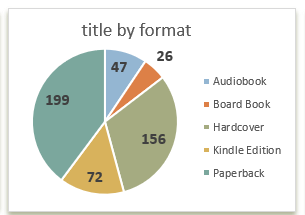 title by format
47
26
199
156
72
Audiobook
Board Book
Hardcover
Kindle Edition
Paperback